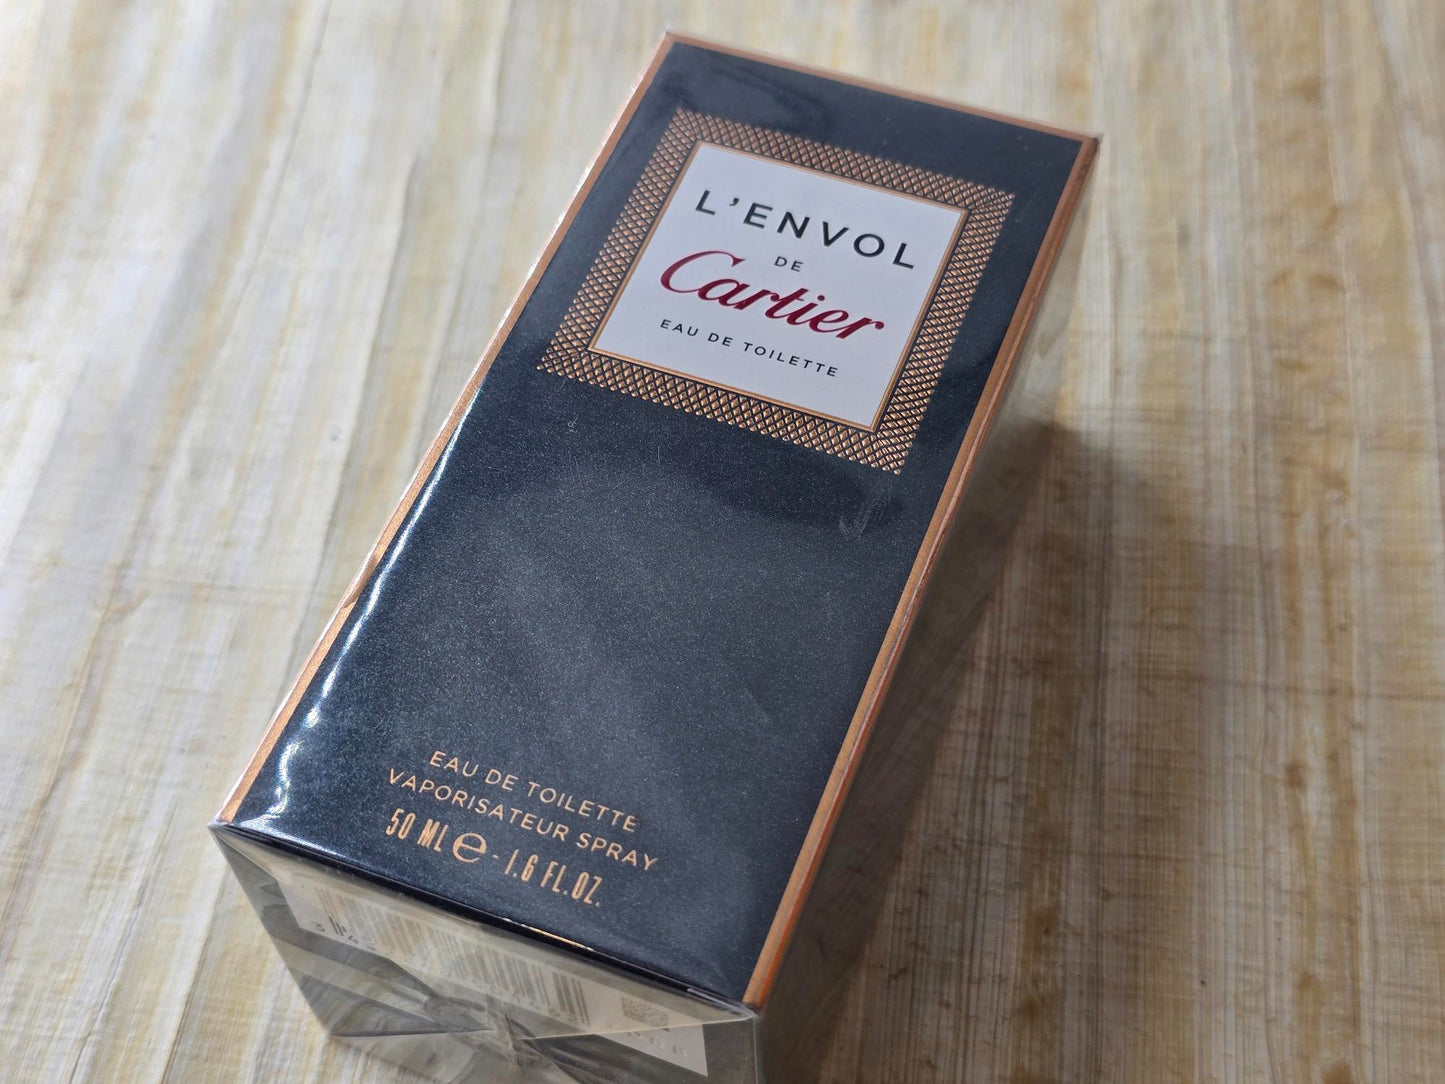 L'ENVOL
DE
Cartier
EAU DE TOILETTE
EAU DE TOILETTE
VAPORISATEUR SPRAY
50 ML ℮ - 1.6 FL.OZ.